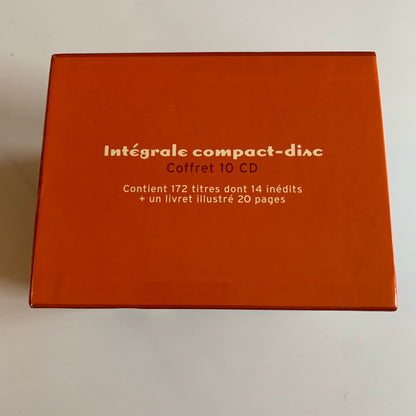 Intégrale compact-disc
Coffret 10 CD
Contient 172 titres dont 14 inédits
+ un livret illustré 20 pages